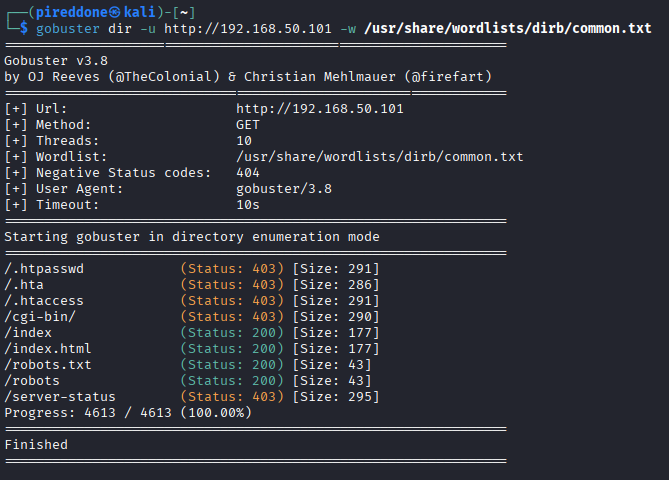 ┌──(pireddone㉿kali)-[~]
└─$ gobuster dir -u http://192.168.50.101 -w /usr/share/wordlists/dirb/common.txt
===============================================================
Gobuster v3.8
by OJ Reeves (@TheColonial) & Christian Mehlmauer (@firefart)
===============================================================
[+] Url:                     http://192.168.50.101
[+] Method:                  GET
[+] Threads:                 10
[+] Wordlist:                /usr/share/wordlists/dirb/common.txt
[+] Negative Status codes:   404
[+] User Agent:              gobuster/3.8
[+] Timeout:                 10s
===============================================================
Starting gobuster in directory enumeration mode
===============================================================
/.htpasswd            (Status: 403) [Size: 291]
/.hta                 (Status: 403) [Size: 286]
/.htaccess            (Status: 403) [Size: 291]
/cgi-bin/             (Status: 403) [Size: 290]
/index                (Status: 200) [Size: 177]
/index.html           (Status: 200) [Size: 177]
/robots.txt           (Status: 200) [Size: 43]
/robots               (Status: 200) [Size: 43]
/server-status        (Status: 403) [Size: 295]
Progress: 4613 / 4613 (100.00%)
===============================================================
Finished
===============================================================